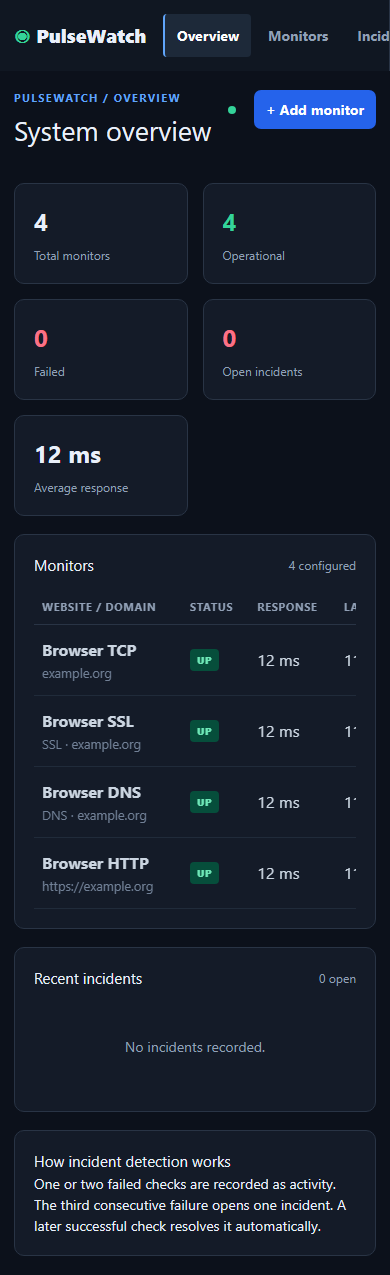 PulseWatch Overview Monitors
PULSEWATCH / OVERVIEW
System overview
+ Add monitor
4
Total monitors
4
Operational
0
Failed
0
Open incidents
12 ms
Average response
Monitors 4 configured
WEBSITE / DOMAIN STATUS RESPONSE
Browser TCP UP 12 ms
example.org
Browser SSL UP 12 ms
SSL · example.org
Browser DNS UP 12 ms
DNS · example.org
Browser HTTP UP 12 ms
https://example.org
Recent incidents 0 open
No incidents recorded.
How incident detection works
One or two failed checks are recorded as activity.
The third consecutive failure opens one incident. A
later successful check resolves it automatically.